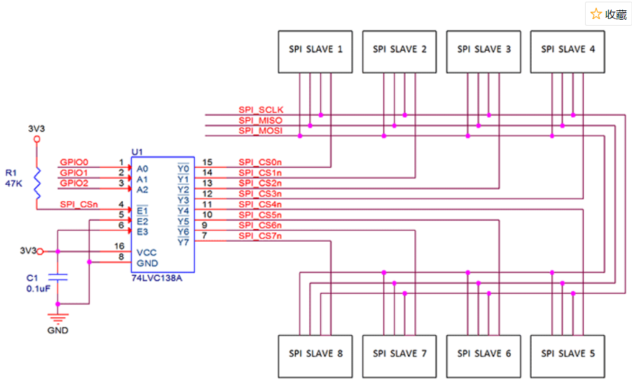 收藏
SPI SLAVE 1 SPI SLAVE 2 SPI SLAVE 3 SPI SLAVE 4
SPI_SCLK
SPI_MISO
SPI_MOSI
3V3
U1
R1
47K
GPIO0 1 A0 Y0 15 SPI_CS0n
GPIO1 2 A1 Y1 14 SPI_CS1n
GPIO2 3 A2 Y2 13 SPI_CS2n
Y3 12 SPI_CS3n
SPI_CSn 4 E1 Y4 11 SPI_CS4n
5 E2 Y5 10 SPI_CS5n
6 E3 Y6 9 SPI_CS6n
Y7 7 SPI_CS7n
3V3 16 VCC
8 GND
74LVC138A
C1
0.1uF
GND
SPI SLAVE 8 SPI SLAVE 7 SPI SLAVE 6 SPI SLAVE 5